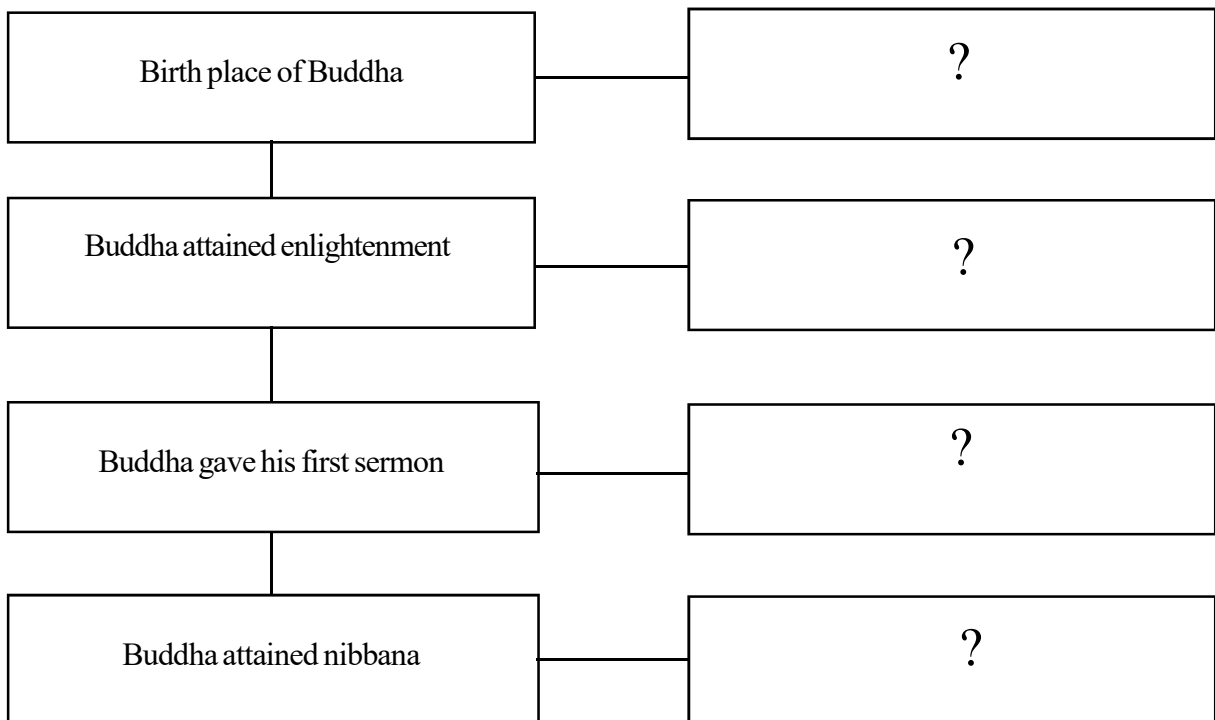 Birth place of Buddha
?
Buddha attained enlightenment
?
Buddha gave his first sermon
?
Buddha attained nibbana
?